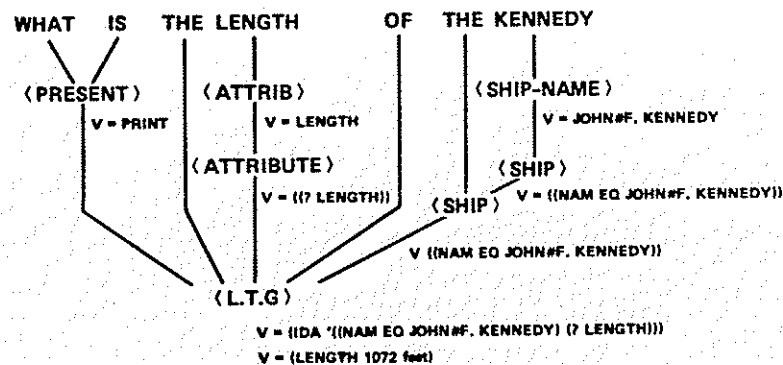 WHAT IS THE LENGTH OF THE KENNEDY
⟨PRESENT⟩ ⟨ATTRIB⟩ ⟨SHIP-NAME⟩
V = PRINT V = LENGTH V = JOHN#F. KENNEDY
⟨ATTRIBUTE⟩ ⟨SHIP⟩
V = ((? LENGTH)) V = ((NAM EQ JOHN#F. KENNEDY))
⟨SHIP⟩
V ((NAM EQ JOHN#F. KENNEDY))
⟨L.T.G⟩
V = ((IDA '((NAM EQ JOHN#F. KENNEDY) (? LENGTH)))
V = (LENGTH 1072 feet)